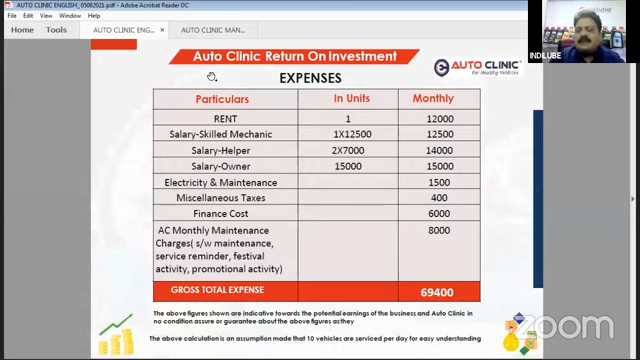 AUTO CLINIC ENGLISH_05082021.pdf - Adobe Acrobat Reader DC
File Edit View Window Help
Home Tools AUTO CLINIC ENGL... × AUTO CLINIC MAN...
INDILUBE
Auto Clinic Return On Investment
AUTO CLINIC
For Healthy Vehicles
EXPENSES
Particulars In Units Monthly
RENT 1 12000
Salary-Skilled Mechanic 1X12500 12500
Salary-Helper 2X7000 14000
Salary-Owner 15000 15000
Electricity & Maintenance 1500
Miscellaneous Taxes 400
Finance Cost 6000
AC Monthly Maintenance 8000
Charges( s/w maintenance,
service reminder, festival
activity, promotional activity)
GROSS TOTAL EXPENSE 69400
The above figures shown are indicative towards the potential earnings of the business and Auto Clinic in
no condition assure or guarantee about the above figures asthey
The above calculation is an assumption made that 10 vehicles are serviced per day for easy understanding
zoom